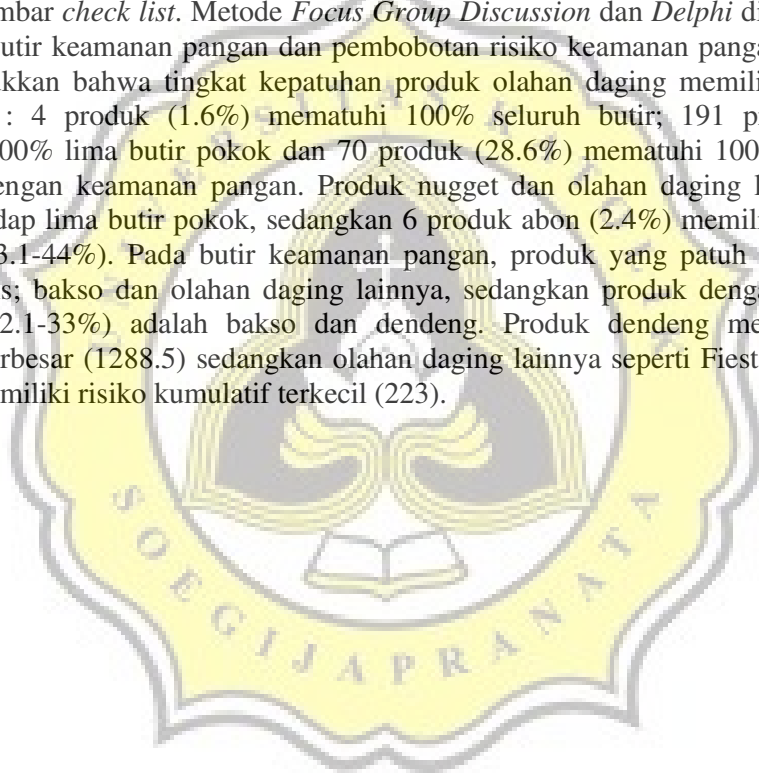 mbar check list. Metode Focus Group Discussion dan Delphi di
utir keamanan pangan dan pembobotan risiko keamanan panga
kkan bahwa tingkat kepatuhan produk olahan daging memili
: 4 produk (1.6%) mematuhi 100% seluruh butir; 191 p
00% lima butir pokok dan 70 produk (28.6%) mematuhi 100
engan keamanan pangan. Produk nugget dan olahan daging l
dap lima butir pokok, sedangkan 6 produk abon (2.4%) memili
3.1-44%). Pada butir keamanan pangan, produk yang patuh
s; bakso dan olahan daging lainnya, sedangkan produk denga
2.1-33%) adalah bakso dan dendeng. Produk dendeng me
rbesar (1288.5) sedangkan olahan daging lainnya seperti Fiest
miliki risiko kumulatif terkecil (223).
SOEGIJAPRANATA